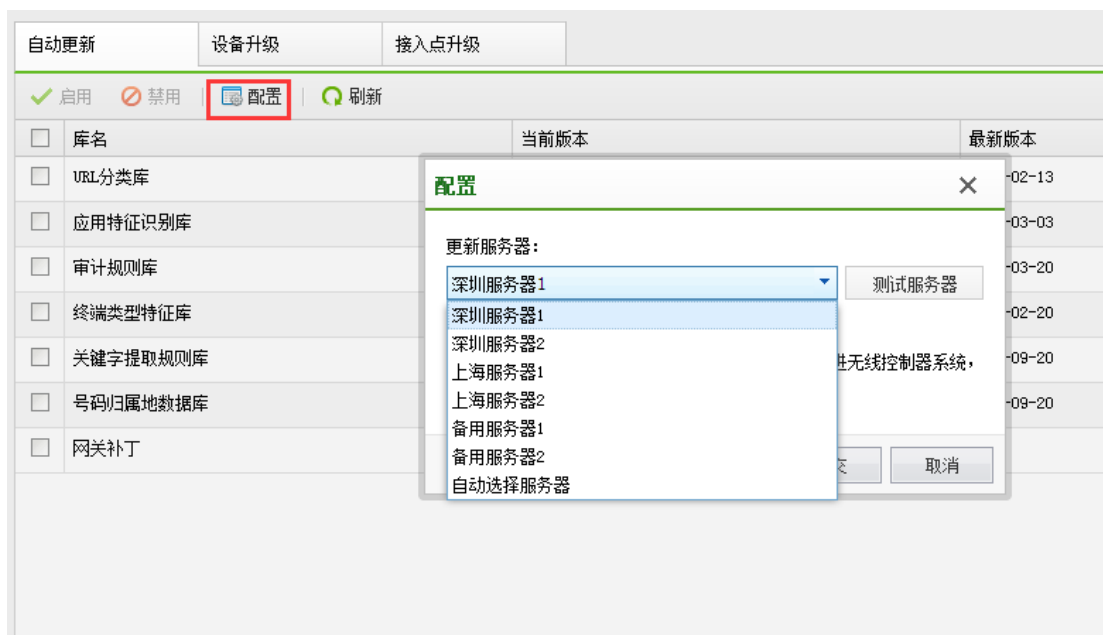 自动更新 设备升级 接入点升级
启用 禁用 配置 刷新
库名 当前版本 最新版本
URL分类库 -02-13
配置
应用特征识别库 -03-03
更新服务器：
审计规则库 -03-20
深圳服务器1 测试服务器
终端类型特征库 -02-20
深圳服务器1
深圳服务器2
关键字提取规则库 -09-20
上海服务器1 进无线控制器系统，
上海服务器2
号码归属地数据库 -09-20
备用服务器1
网关补丁
备用服务器2 交 取消
自动选择服务器